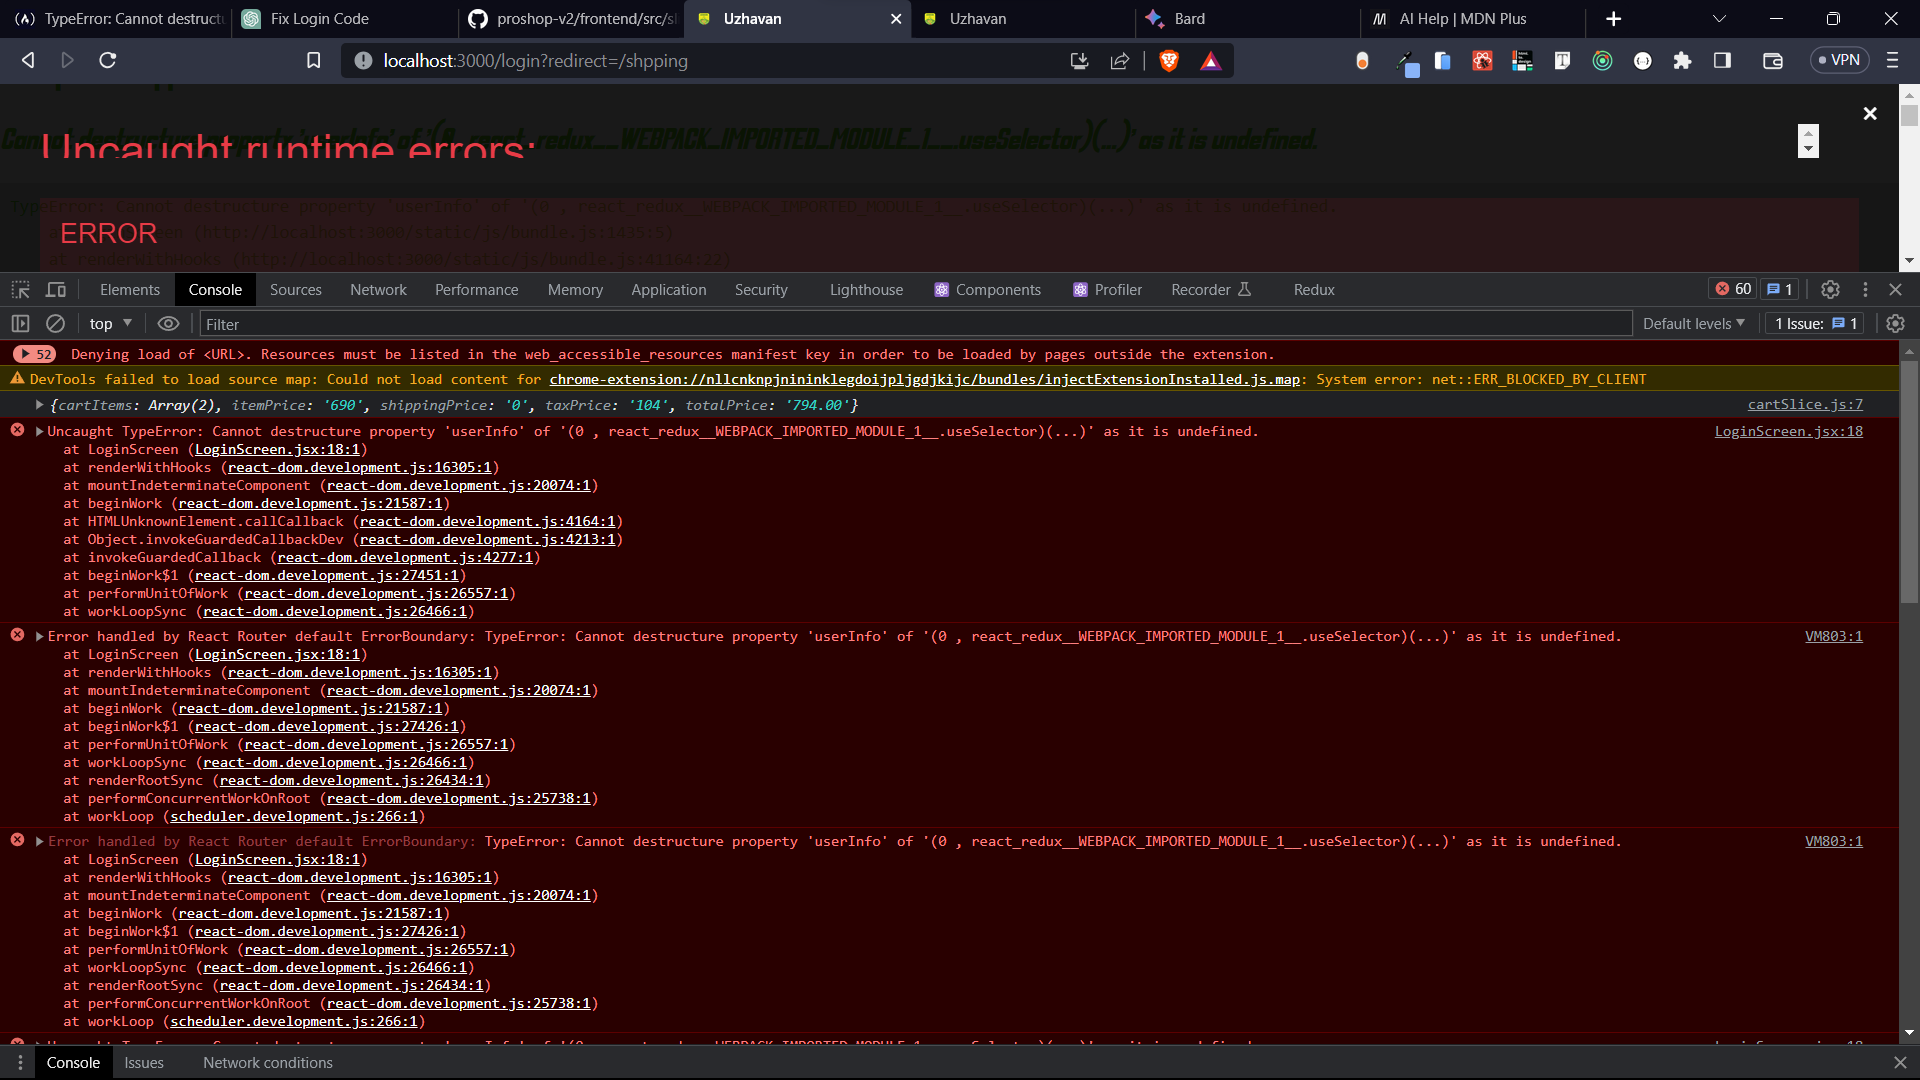 TypeError: Cannot destructu
Fix Login Code
proshop-v2/frontend/src/sl
Uzhavan
Uzhavan
Bard
AI Help | MDN Plus
localhost:3000/login?redirect=/shpping
VPN
Cannot destructure property 'userInfo' of '(0 , react_redux__WEBPACK_IMPORTED_MODULE_1__.useSelector)(...)' as it is undefined.
Uncaught runtime errors:
TypeError: Cannot destructure property 'userInfo' of '(0 , react_redux__WEBPACK_IMPORTED_MODULE_1__.useSelector)(...)' as it is undefined.
ERROR
(http://localhost:3000/static/js/bundle.js:1435:5)
at renderWithHooks (http://localhost:3000/static/js/bundle.js:41164:22)
Elements Console Sources Network Performance Memory Application Security Lighthouse Components Profiler Recorder Redux 60 1
top Filter Default levels 1 Issue: 1
52 Denying load of <URL>. Resources must be listed in the web_accessible_resources manifest key in order to be loaded by pages outside the extension.
DevTools failed to load source map: Could not load content for chrome-extension://nllcnknpjnininklegdoijpljgdjkijc/bundles/injectExtensionInstalled.js.map: System error: net::ERR_BLOCKED_BY_CLIENT
{cartItems: Array(2), itemPrice: '690', shippingPrice: '0', taxPrice: '104', totalPrice: '794.00'} cartSlice.js:7
Uncaught TypeError: Cannot destructure property 'userInfo' of '(0 , react_redux__WEBPACK_IMPORTED_MODULE_1__.useSelector)(...)' as it is undefined. LoginScreen.jsx:18
at LoginScreen (LoginScreen.jsx:18:1)
at renderWithHooks (react-dom.development.js:16305:1)
at mountIndeterminateComponent (react-dom.development.js:20074:1)
at beginWork (react-dom.development.js:21587:1)
at HTMLUnknownElement.callCallback (react-dom.development.js:4164:1)
at Object.invokeGuardedCallbackDev (react-dom.development.js:4213:1)
at invokeGuardedCallback (react-dom.development.js:4277:1)
at beginWork$1 (react-dom.development.js:27451:1)
at performUnitOfWork (react-dom.development.js:26557:1)
at workLoopSync (react-dom.development.js:26466:1)
Error handled by React Router default ErrorBoundary: TypeError: Cannot destructure property 'userInfo' of '(0 , react_redux__WEBPACK_IMPORTED_MODULE_1__.useSelector)(...)' as it is undefined. VM803:1
at LoginScreen (LoginScreen.jsx:18:1)
at renderWithHooks (react-dom.development.js:16305:1)
at mountIndeterminateComponent (react-dom.development.js:20074:1)
at beginWork (react-dom.development.js:21587:1)
at beginWork$1 (react-dom.development.js:27426:1)
at performUnitOfWork (react-dom.development.js:26557:1)
at workLoopSync (react-dom.development.js:26466:1)
at renderRootSync (react-dom.development.js:26434:1)
at performConcurrentWorkOnRoot (react-dom.development.js:25738:1)
at workLoop (scheduler.development.js:266:1)
Error handled by React Router default ErrorBoundary: TypeError: Cannot destructure property 'userInfo' of '(0 , react_redux__WEBPACK_IMPORTED_MODULE_1__.useSelector)(...)' as it is undefined. VM803:1
at LoginScreen (LoginScreen.jsx:18:1)
at renderWithHooks (react-dom.development.js:16305:1)
at mountIndeterminateComponent (react-dom.development.js:20074:1)
at beginWork (react-dom.development.js:21587:1)
at beginWork$1 (react-dom.development.js:27426:1)
at performUnitOfWork (react-dom.development.js:26557:1)
at workLoopSync (react-dom.development.js:26466:1)
at renderRootSync (react-dom.development.js:26434:1)
at performConcurrentWorkOnRoot (react-dom.development.js:25738:1)
at workLoop (scheduler.development.js:266:1)
Console Issues Network conditions